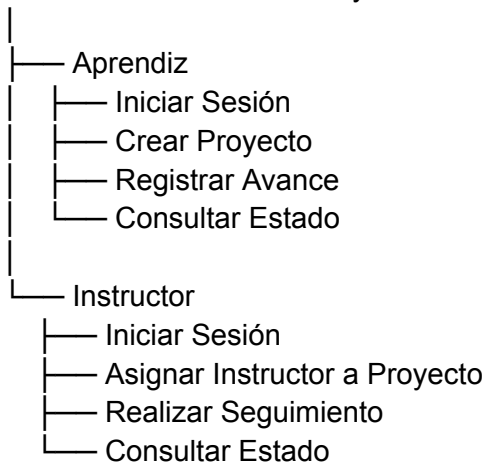 Aprendiz
Iniciar Sesión
Crear Proyecto
Registrar Avance
Consultar Estado
Instructor
Iniciar Sesión
Asignar Instructor a Proyecto
Realizar Seguimiento
Consultar Estado